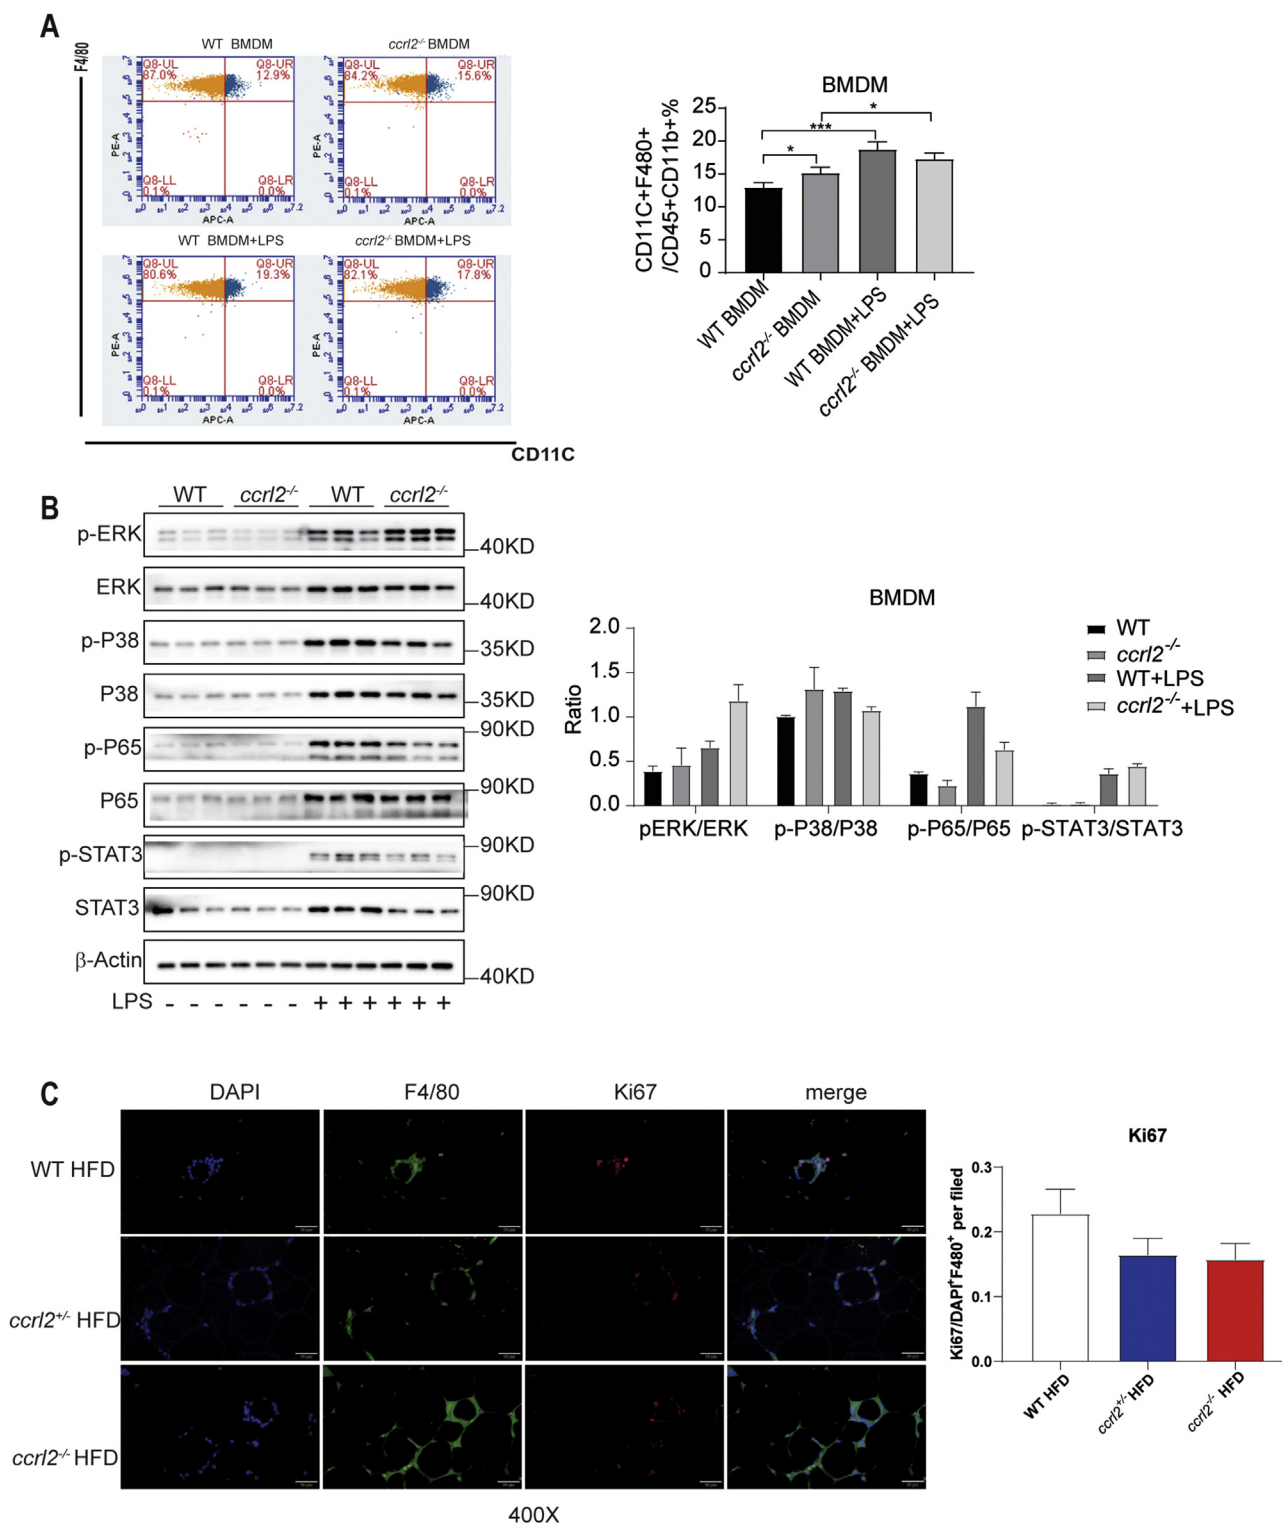 A
F4/80
WT BMDM
ccrl2-/- BMDM
Q8-UL
87.0%
Q8-UR
12.9%
Q8-LL
0.1%
Q8-LR
0.0%
PE-A
APC-A
Q8-UL
84.2%
Q8-UR
15.6%
Q8-LL
0.1%
Q8-LR
0.0%
PE-A
APC-A
WT BMDM+LPS
ccrl2-/- BMDM+LPS
Q8-UL
80.6%
Q8-UR
19.3%
Q8-LL
0.1%
Q8-LR
0.0%
PE-A
APC-A
Q8-UL
82.1%
Q8-UR
17.8%
Q8-LL
0.1%
Q8-LR
0.0%
PE-A
APC-A
CD11C
BMDM
CD11C+F480+
/CD45+CD11b+%
25
20
15
10
5
0
*
***
*
WT BMDM
ccrl2-/- BMDM
WT BMDM+LPS
ccrl2-/- BMDM+LPS
B
WT ccrl2-/- WT ccrl2-/-
p-ERK 40KD
ERK 40KD
p-P38 35KD
P38 35KD
p-P65 90KD
P65 90KD
p-STAT3 90KD
STAT3 90KD
β-Actin 40KD
LPS - - - - - - + + + + + +
BMDM
Ratio
2.0
1.5
1.0
0.5
0.0
WT
ccrl2-/-
WT+LPS
ccrl2-/-+LPS
pERK/ERK p-P38/P38 p-P65/P65 p-STAT3/STAT3
C
DAPI F4/80 Ki67 merge
WT HFD
ccrl2+/- HFD
ccrl2-/- HFD
400X
Ki67
Ki67/DAPI+F480+ per filed
0.3
0.2
0.1
0.0
WT HFD
ccrl2+/- HFD
ccrl2-/- HFD